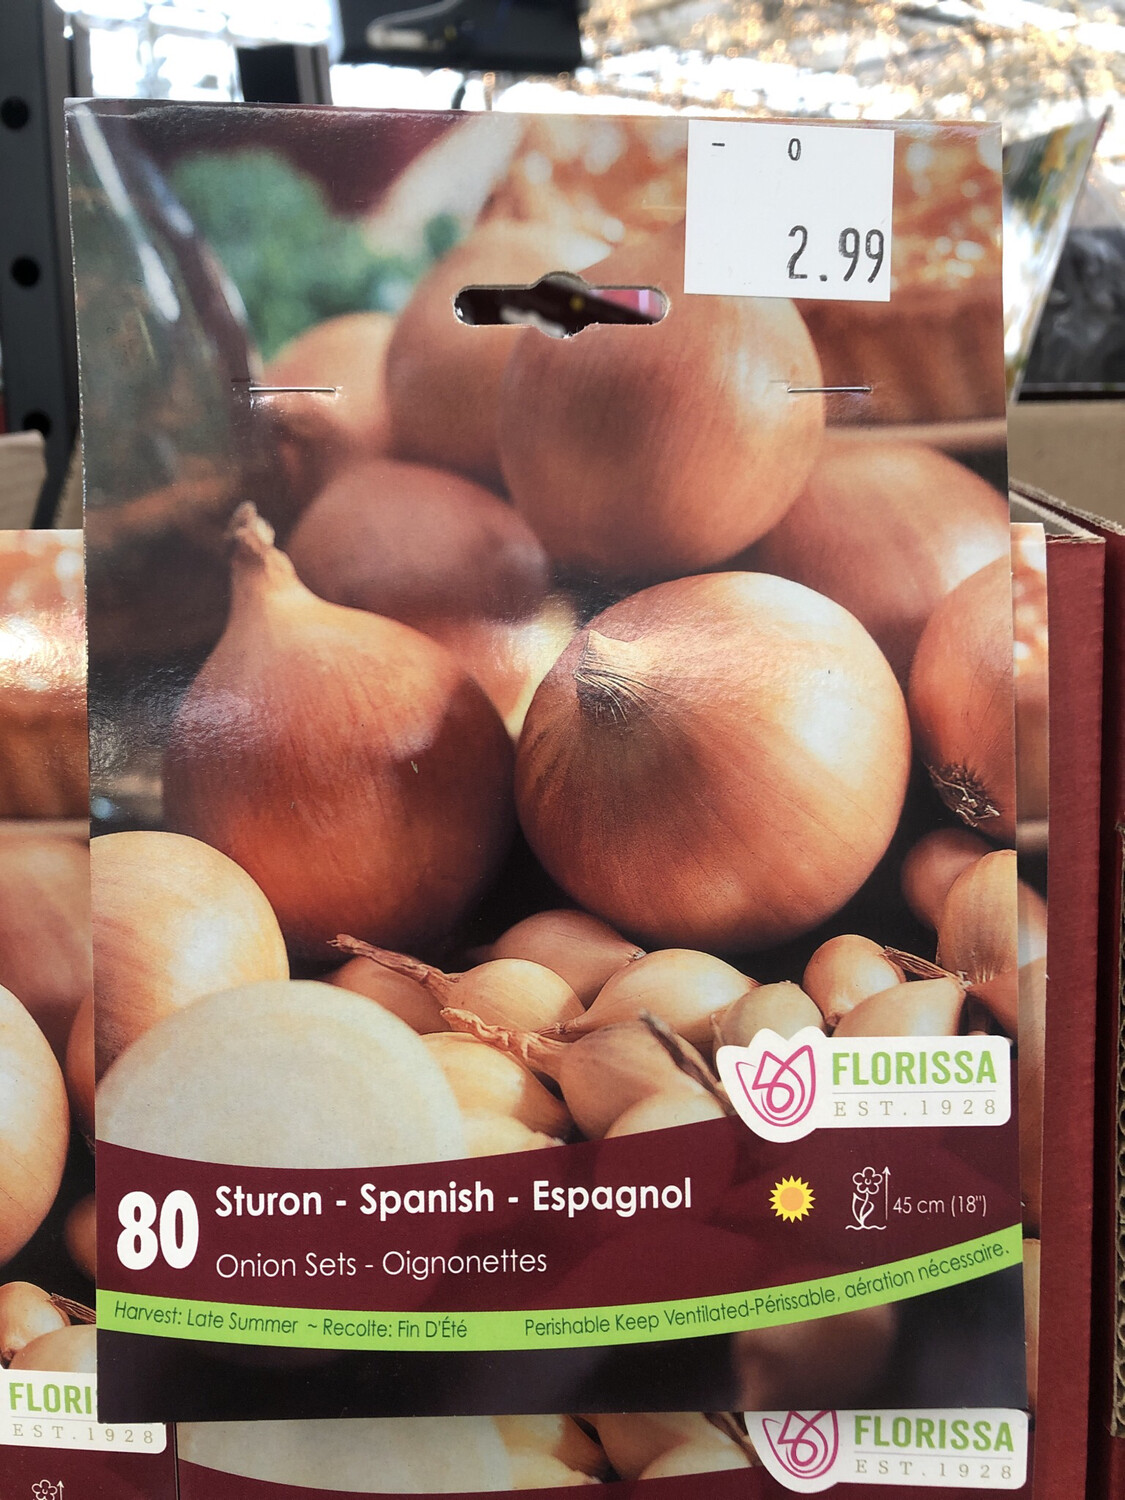 - 0
2.99
FLORISSA
EST. 1928
80
Sturon - Spanish - Espagnol
Onion Sets - Oignonettes
45 cm (18")
Harvest: Late Summer ~ Recolte: Fin D'Été
Perishable Keep Ventilated-Périssable, aération nécessaire.
FLORI
EST. 1928
FLORISSA
EST. 1928